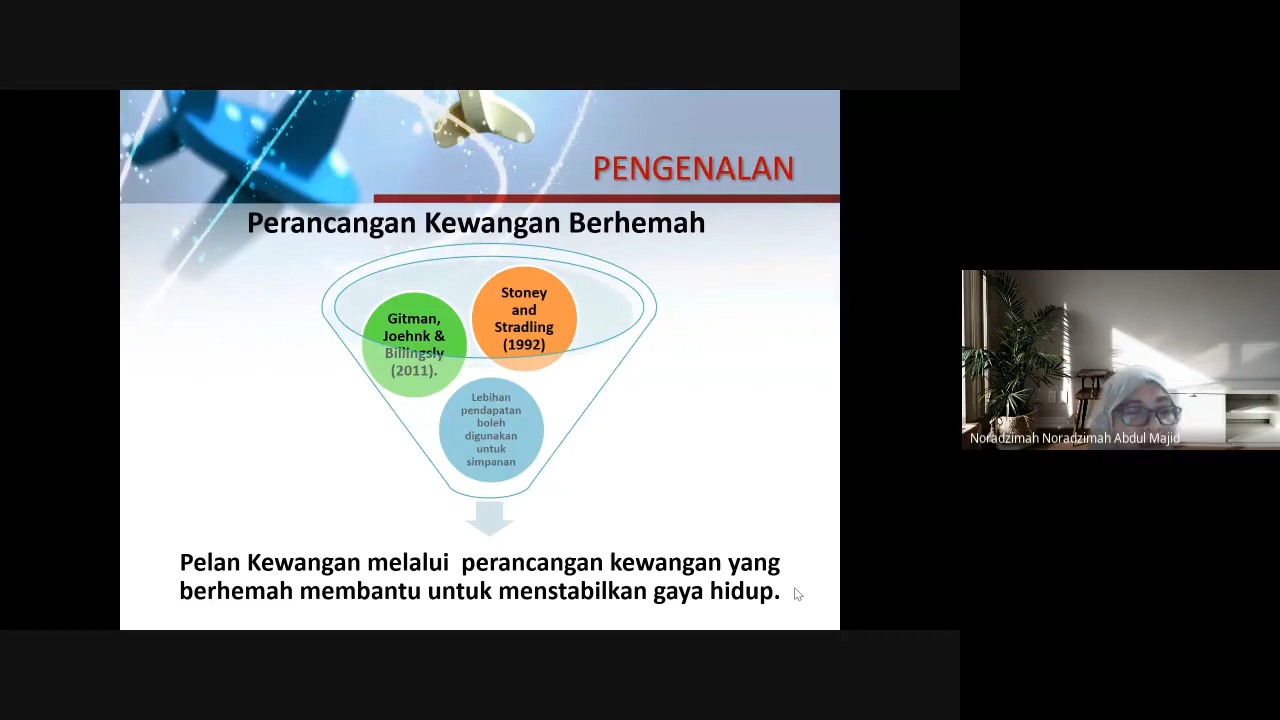 PENGENALAN
Perancangan Kewangan Berhemah
Stoney
and
Stradling
(1992)
Gitman,
Joehnk &
Billingsly
(2011).
Lebihan
pendapatan
boleh
digunakan
untuk
simpanan
Pelan Kewangan melalui perancangan kewangan yang
berhemah membantu untuk menstabilkan gaya hidup.
Noradzimah Noradzimah Abdul Majid